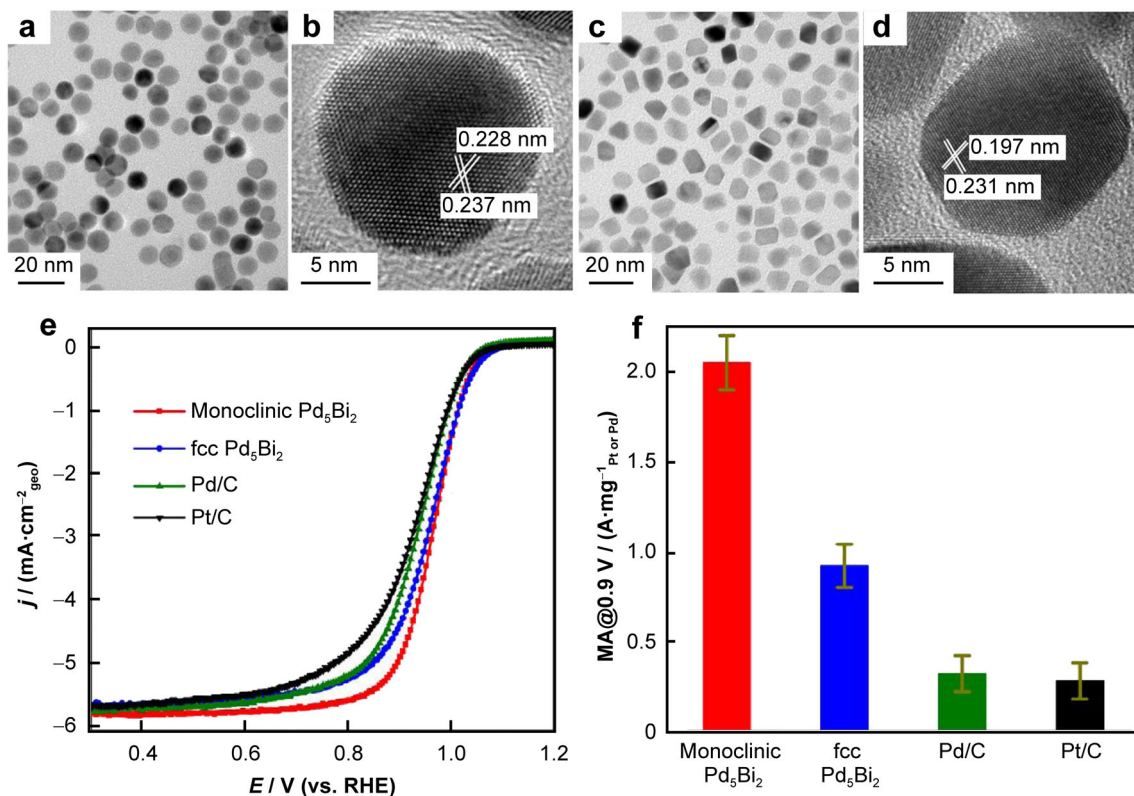 a
20 nm
b
0.228 nm
0.237 nm
5 nm
c
20 nm
d
0.197 nm
0.231 nm
5 nm
e
j / (mA·cm⁻²geo)
0
−1
−2
−3
−4
−5
−6
Monoclinic Pd₅Bi₂
fcc Pd₅Bi₂
Pd/C
Pt/C
0.4
0.6
0.8
1.0
1.2
E / V (vs. RHE)
f
MA@0.9 V / (A·mg⁻¹Pt or Pd)
2.0
1.5
1.0
0.5
0
Monoclinic
Pd₅Bi₂
fcc
Pd₅Bi₂
Pd/C
Pt/C